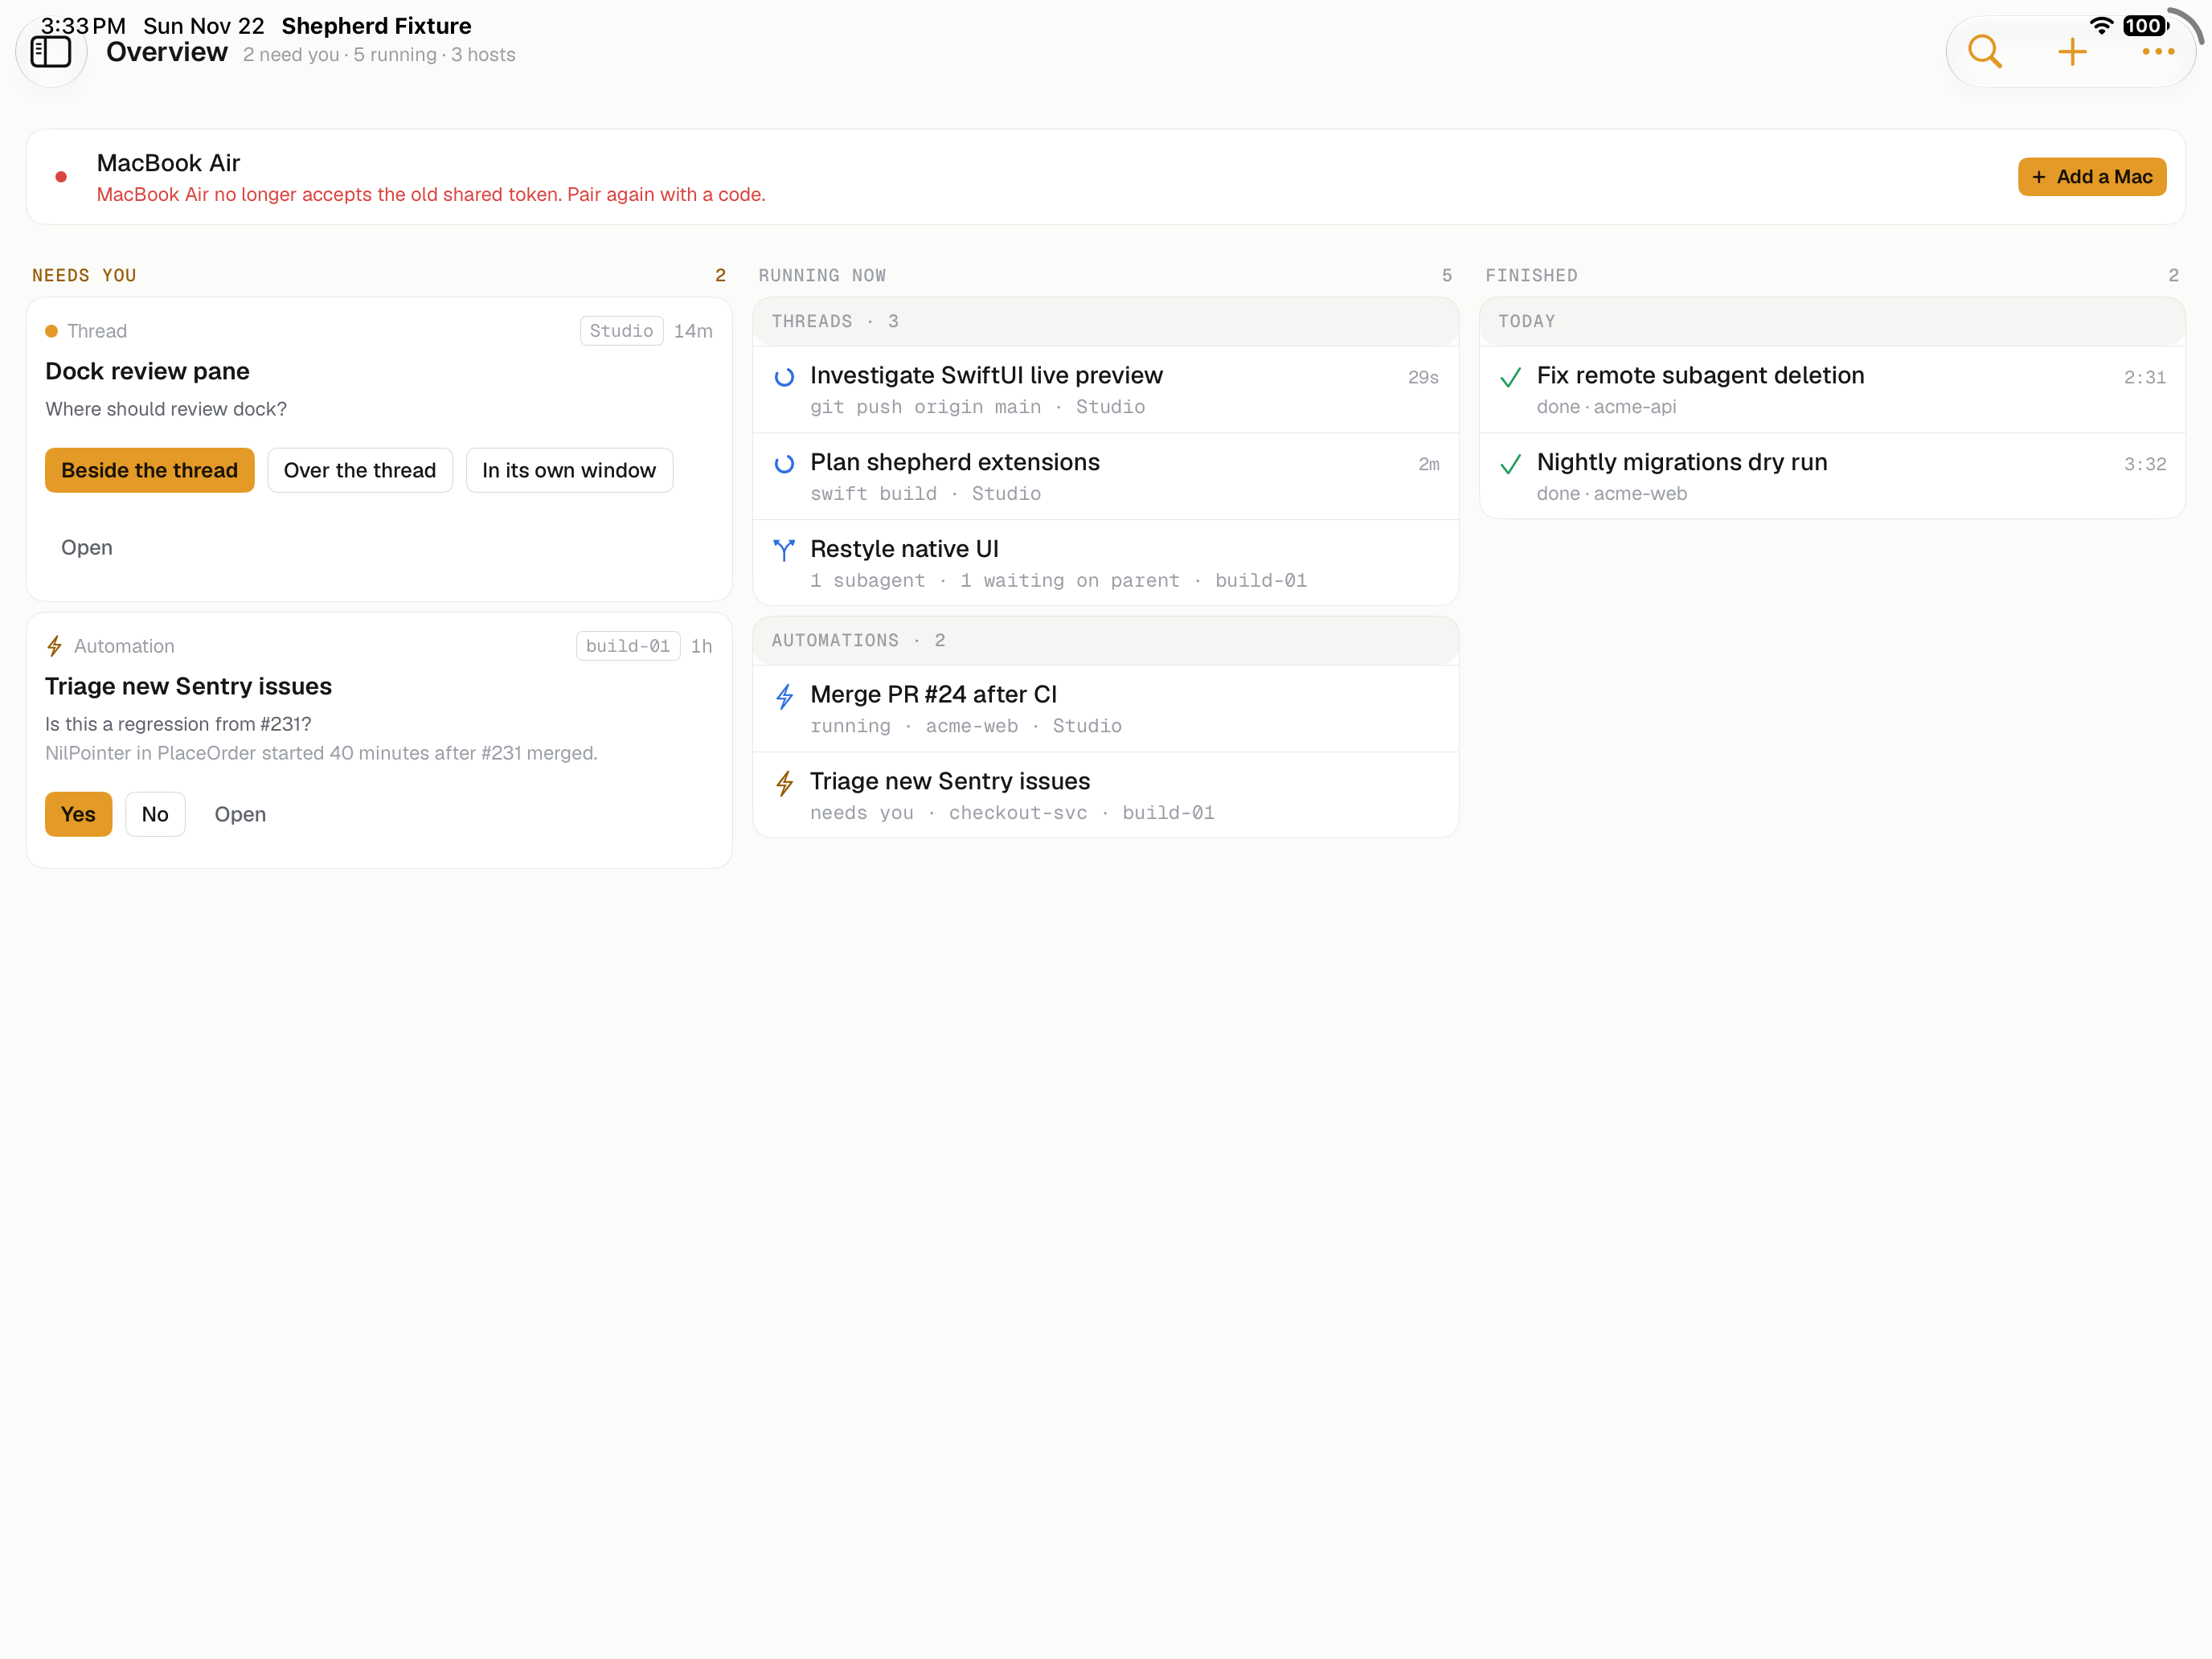 3:33 PM Sun Nov 22 Shepherd Fixture
100
Overview 2 need you · 5 running · 3 hosts
MacBook Air
MacBook Air no longer accepts the old shared token. Pair again with a code.
+ Add a Mac
NEEDS YOU 2
Thread Studio 14m
Dock review pane
Where should review dock?
Beside the thread Over the thread In its own window
Open
Automation build-01 1h
Triage new Sentry issues
Is this a regression from #231?
NilPointer in PlaceOrder started 40 minutes after #231 merged.
Yes No Open
RUNNING NOW 5
THREADS · 3
Investigate SwiftUI live preview 29s
git push origin main · Studio
Plan shepherd extensions 2m
swift build · Studio
Restyle native UI
1 subagent · 1 waiting on parent · build-01
AUTOMATIONS · 2
Merge PR #24 after CI
running · acme-web · Studio
Triage new Sentry issues
needs you · checkout-svc · build-01
FINISHED 2
TODAY
Fix remote subagent deletion 2:31
done · acme-api
Nightly migrations dry run 3:32
done · acme-web